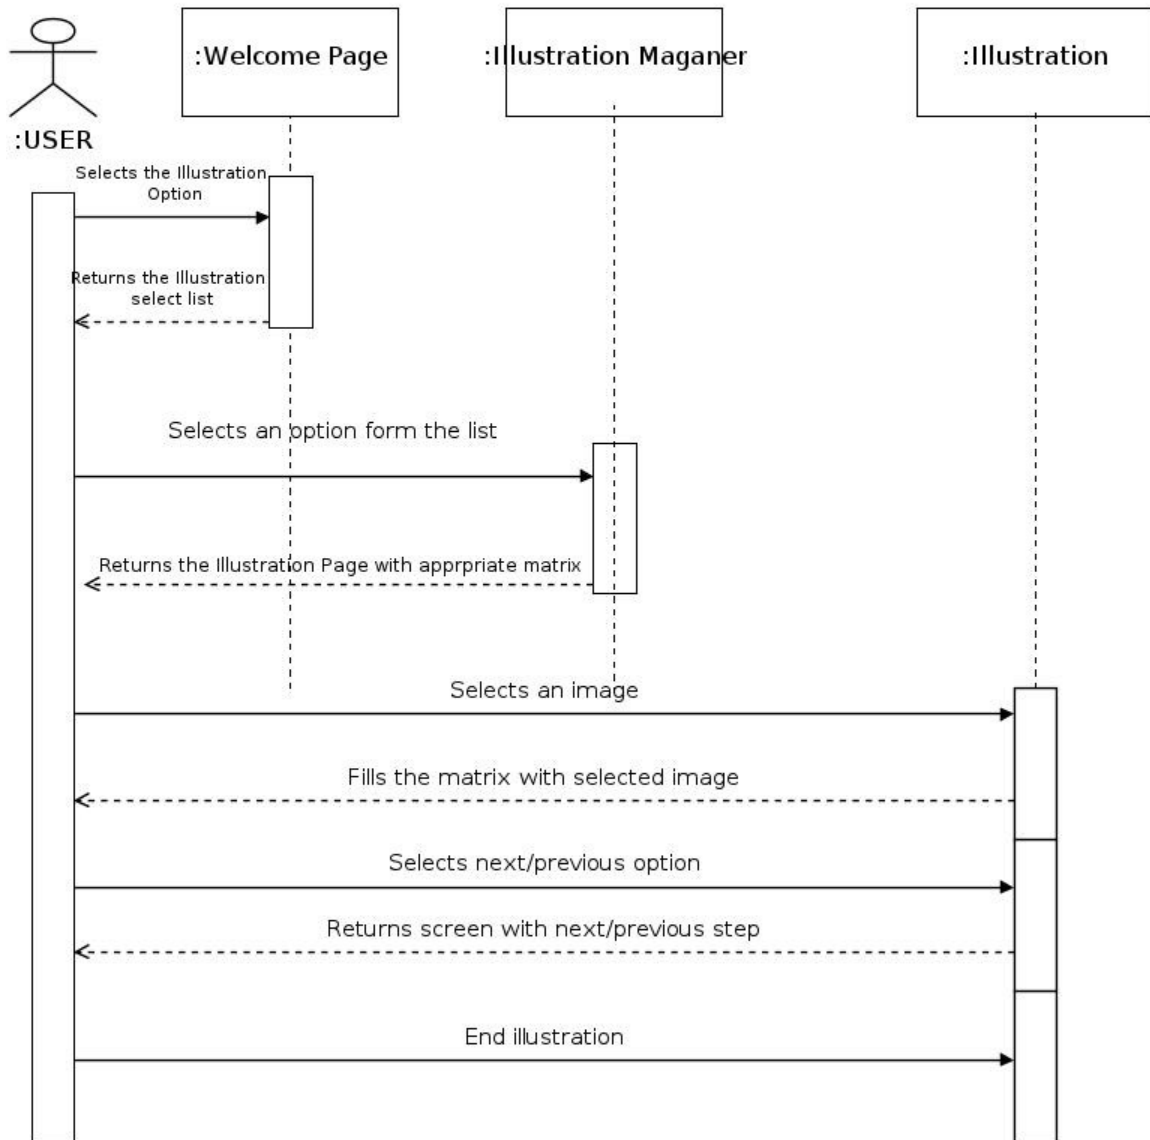 :Welcome Page
:Illustration Maganer
:Illustration
:USER
Selects the Illustration
Option
Returns the Illustration
select list
Selects an option form the list
Returns the Illustration Page with apprpriate matrix
Selects an image
Fills the matrix with selected image
Selects next/previous option
Returns screen with next/previous step
End illustration